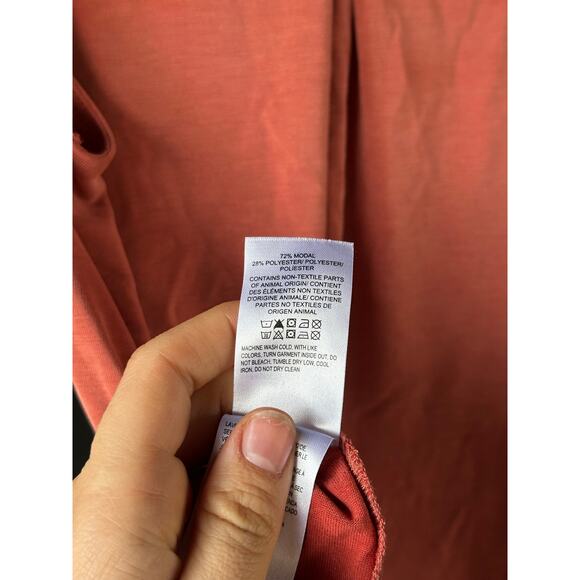 72% MODAL
28% POLYESTER/ POLYESTER/
POLIÉSTER
CONTAINS NON-TEXTILE PARTS
OF ANIMAL ORIGIN/ CONTIENT
DES ÉLÉMENTS NON TEXTILES
D'ORIGINE ANIMALE/ CONTIENE
PARTES NO TEXTILES DE
ORIGEN ANIMAL
MACHINE WASH COLD, WITH LIKE
COLORS, TURN GARMENT INSIDE OUT, DO
NOT BLEACH, TUMBLE DRY LOW, COOL
IRON, DO NOT DRY CLEAN